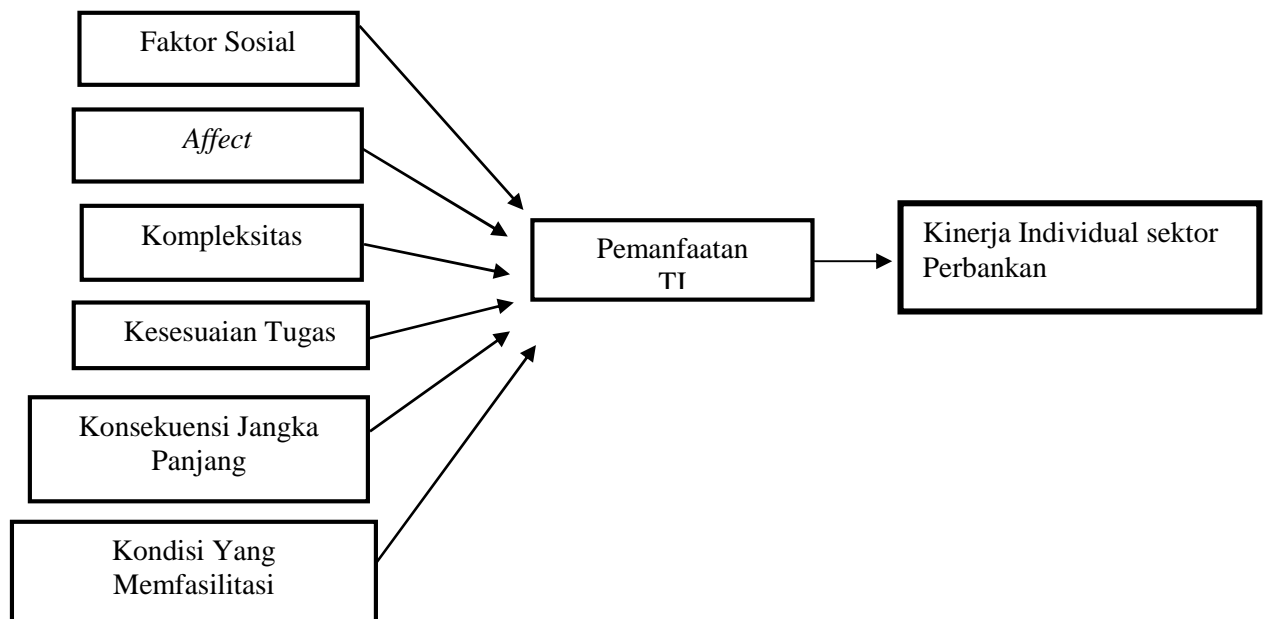 Faktor Sosial
Affect
Kompleksitas
Kesesuaian Tugas
Konsekuensi Jangka
Panjang
Kondisi Yang
Memfasilitasi
Pemanfaatan
TI
Kinerja Individual sektor
Perbankan